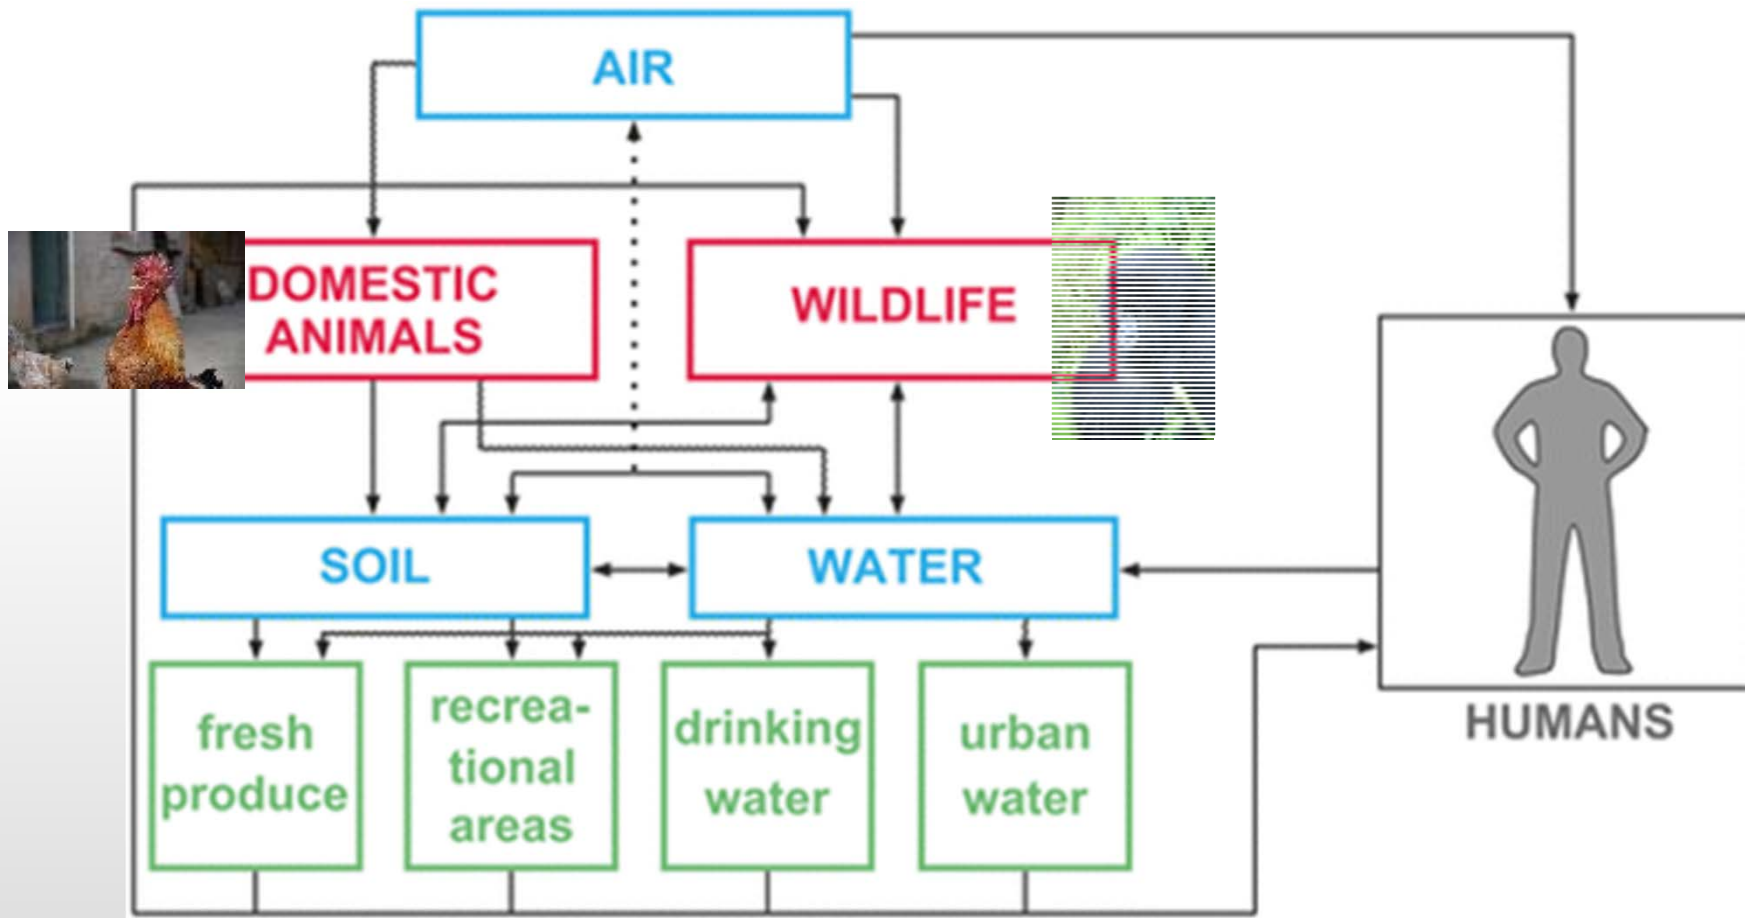 AIR
DOMESTIC
ANIMALS
WILDLIFE
SOIL
WATER
fresh
produce
recrea-
tional
areas
drinking
water
urban
water
HUMANS